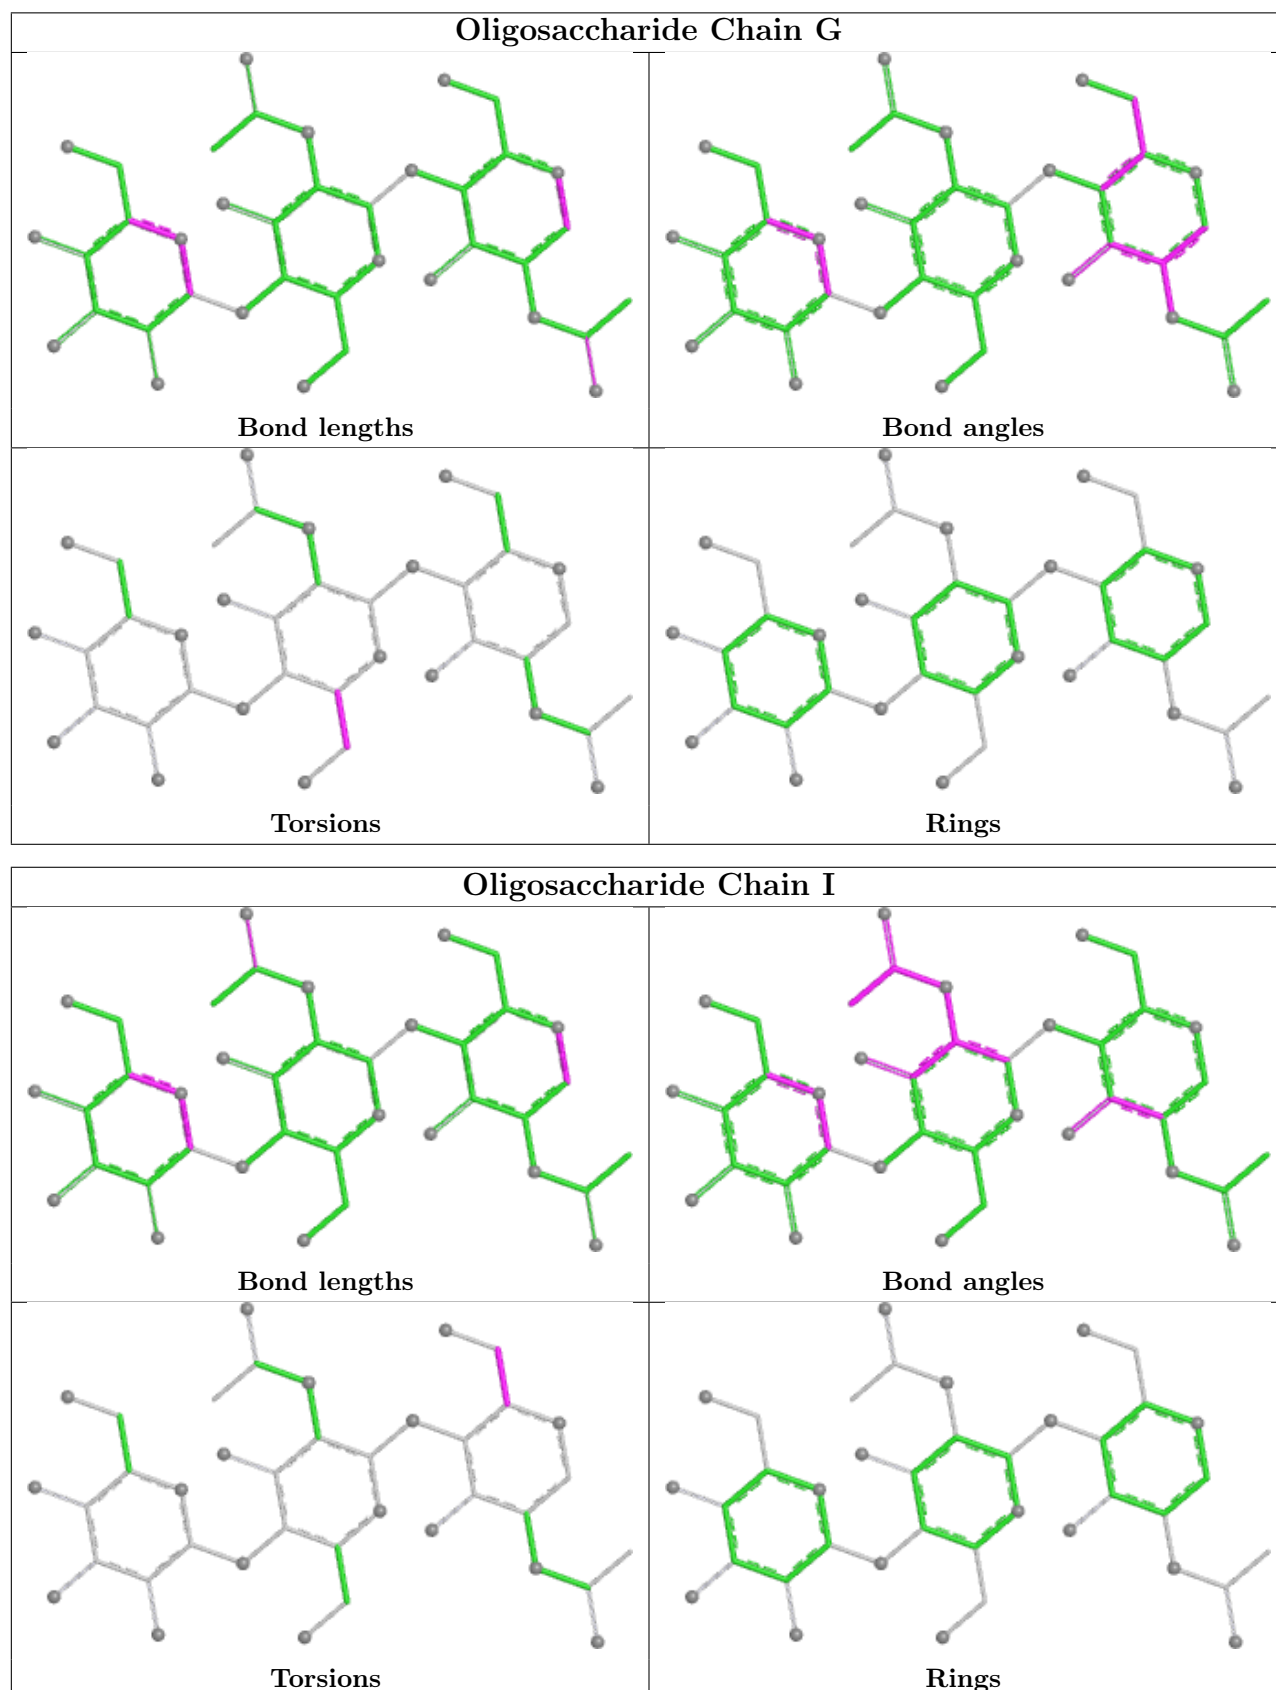 Oligosaccharide Chain G
Bond lengths
Bond angles
Torsions
Rings
Oligosaccharide Chain I
Bond lengths
Bond angles
Torsions
Rings